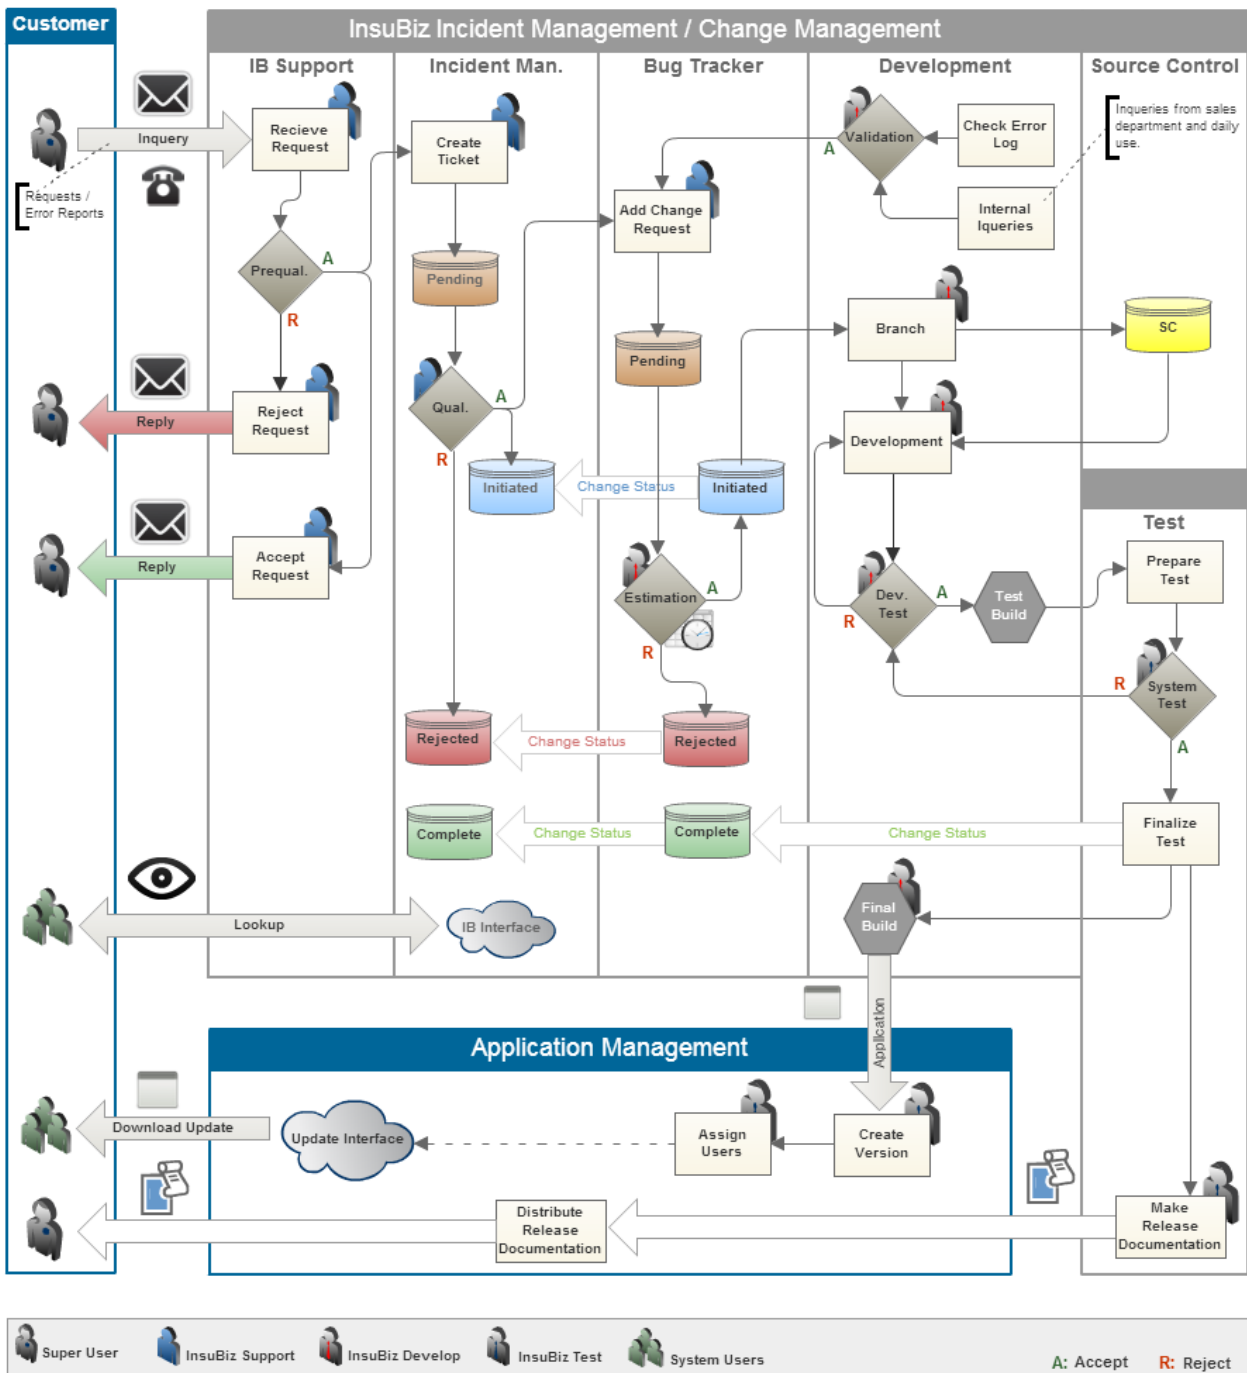 Customer
InsuBiz Incident Management / Change Management
IB Support
Incident Man.
Bug Tracker
Development
Source Control
Inquery
Requests /
Error Reports
Recieve
Request
Create
Ticket
Validation
A
Check Error
Log
Inqueries from sales
department and daily
use.
Add Change
Request
Internal
Iqueries
Prequal.
A
R
Pending
Pending
Branch
SC
Reply
Reject
Request
Qual.
A
R
Development
Initiated
Change Status
Initiated
Test
Reply
Accept
Request
Estimation
A
R
Dev.
Test
A
R
Test
Build
Prepare
Test
System
Test
R
A
Rejected
Change Status
Rejected
Complete
Change Status
Complete
Change Status
Finalize
Test
Lookup
IB Interface
Final
Build
Application
Application Management
Download Update
Update Interface
Assign
Users
Create
Version
Distribute
Release
Documentation
Make
Release
Documentation
Super User
InsuBiz Support
InsuBiz Develop
InsuBiz Test
System Users
A: Accept
R: Reject